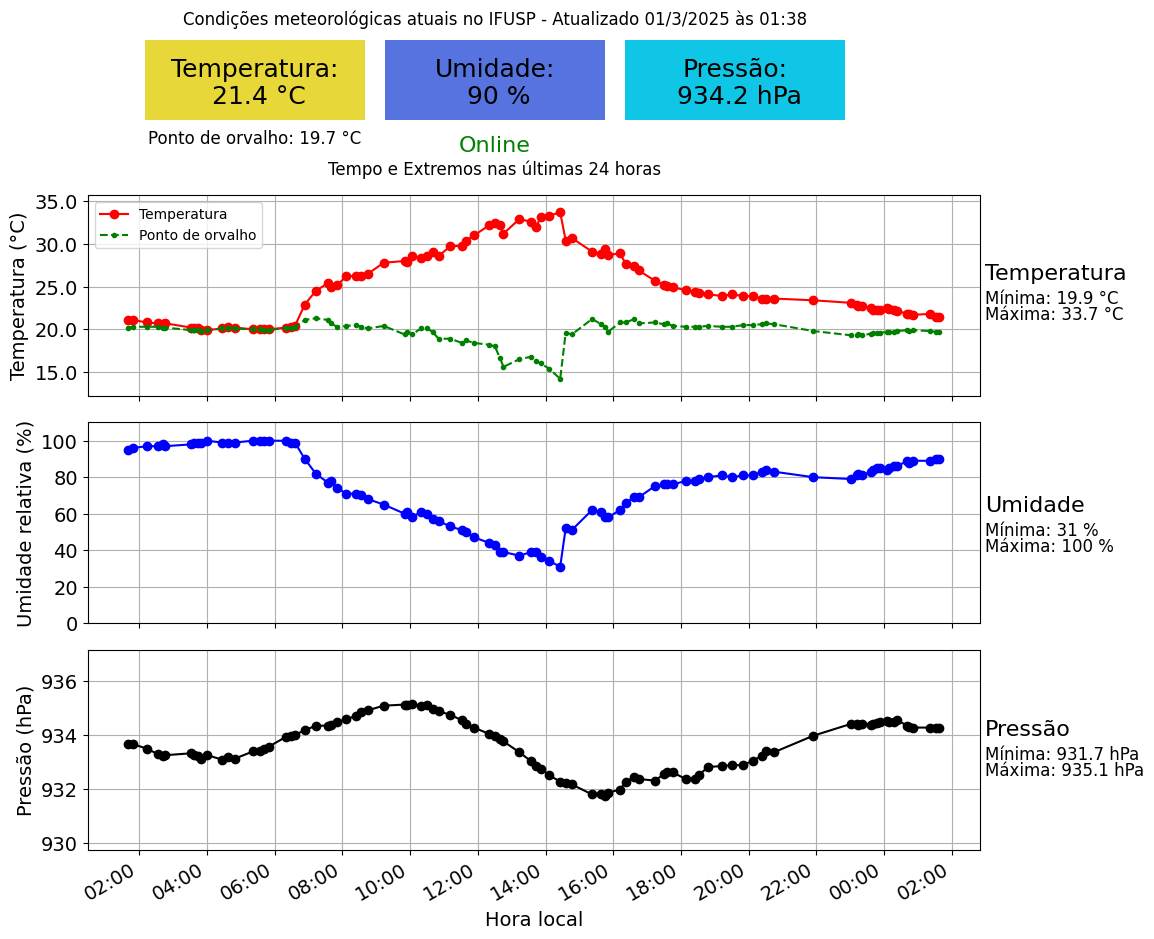 Condições meteorológicas atuais no IFUSP - Atualizado 01/3/2025 às 01:38
Temperatura:
21.4 °C
Umidade:
90 %
Pressão:
934.2 hPa
Ponto de orvalho: 19.7 °C
Online
Tempo e Extremos nas últimas 24 horas
Temperatura (°C)
35.0
30.0
25.0
20.0
15.0
Temperatura
Ponto de orvalho
Temperatura
Mínima: 19.9 °C
Máxima: 33.7 °C
Umidade relativa (%)
100
80
60
40
20
0
Umidade
Mínima: 31 %
Máxima: 100 %
Pressão (hPa)
936
934
932
930
Pressão
Mínima: 931.7 hPa
Máxima: 935.1 hPa
02:00
04:00
06:00
08:00
10:00
12:00
14:00
16:00
18:00
20:00
22:00
00:00
02:00
Hora local